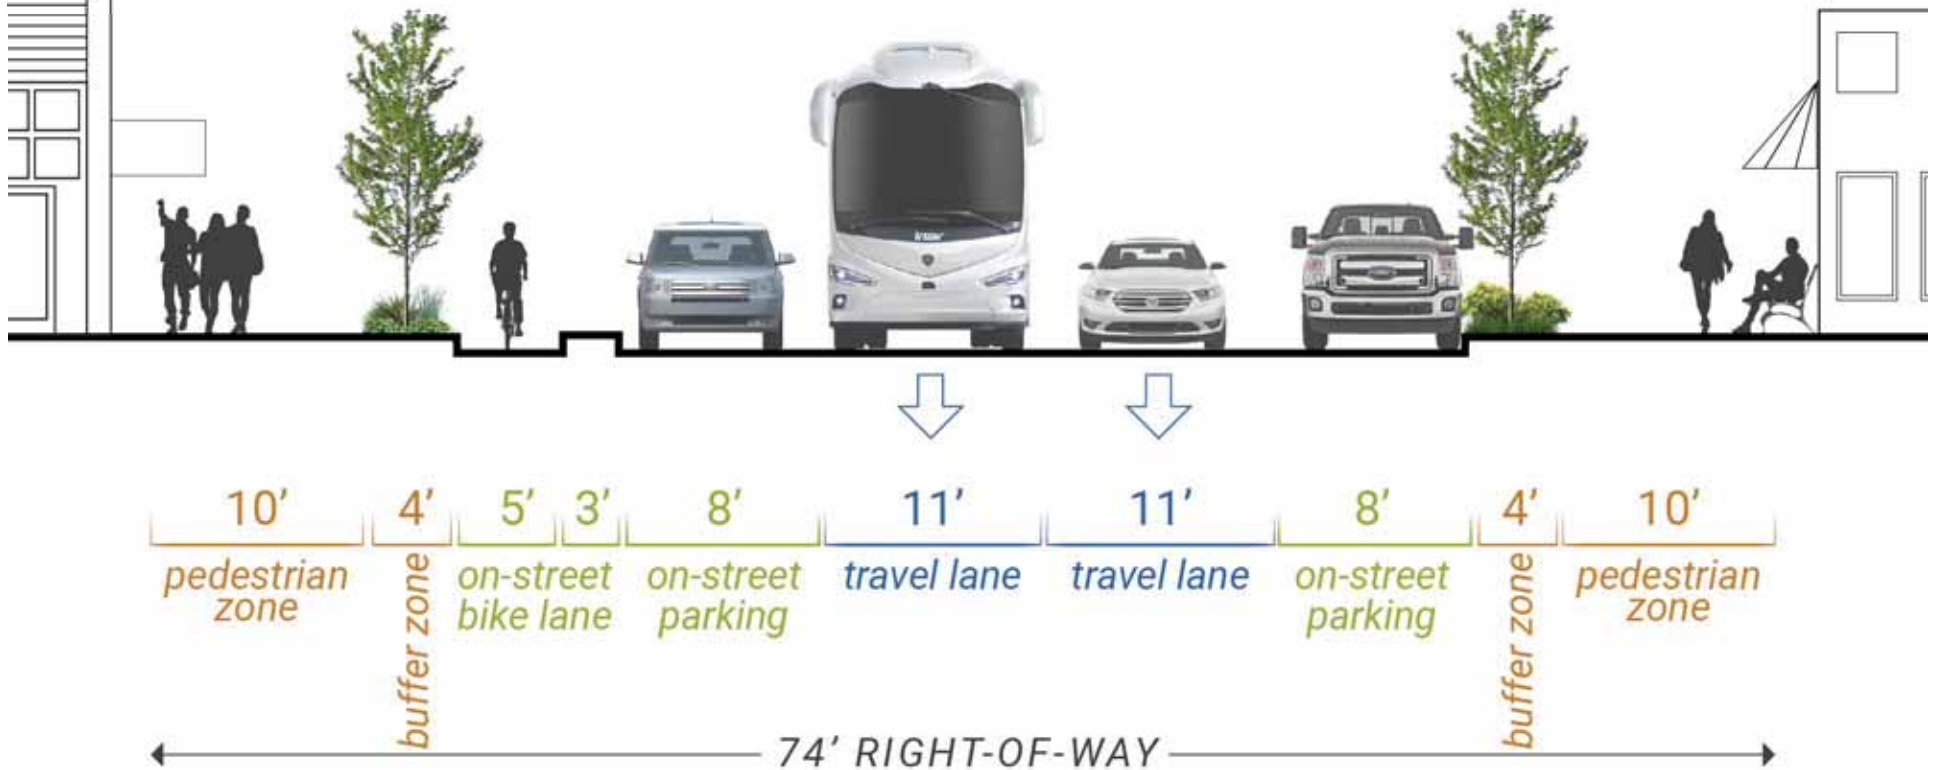 10’ 4’ 5’ 3’ 8’ 11’ 11’ 8’ 4’ 10’
pedestrian
zone
buffer zone
on-street
bike lane
on-street
parking
travel lane
travel lane
on-street
parking
buffer zone
pedestrian
zone
74’ RIGHT-OF-WAY